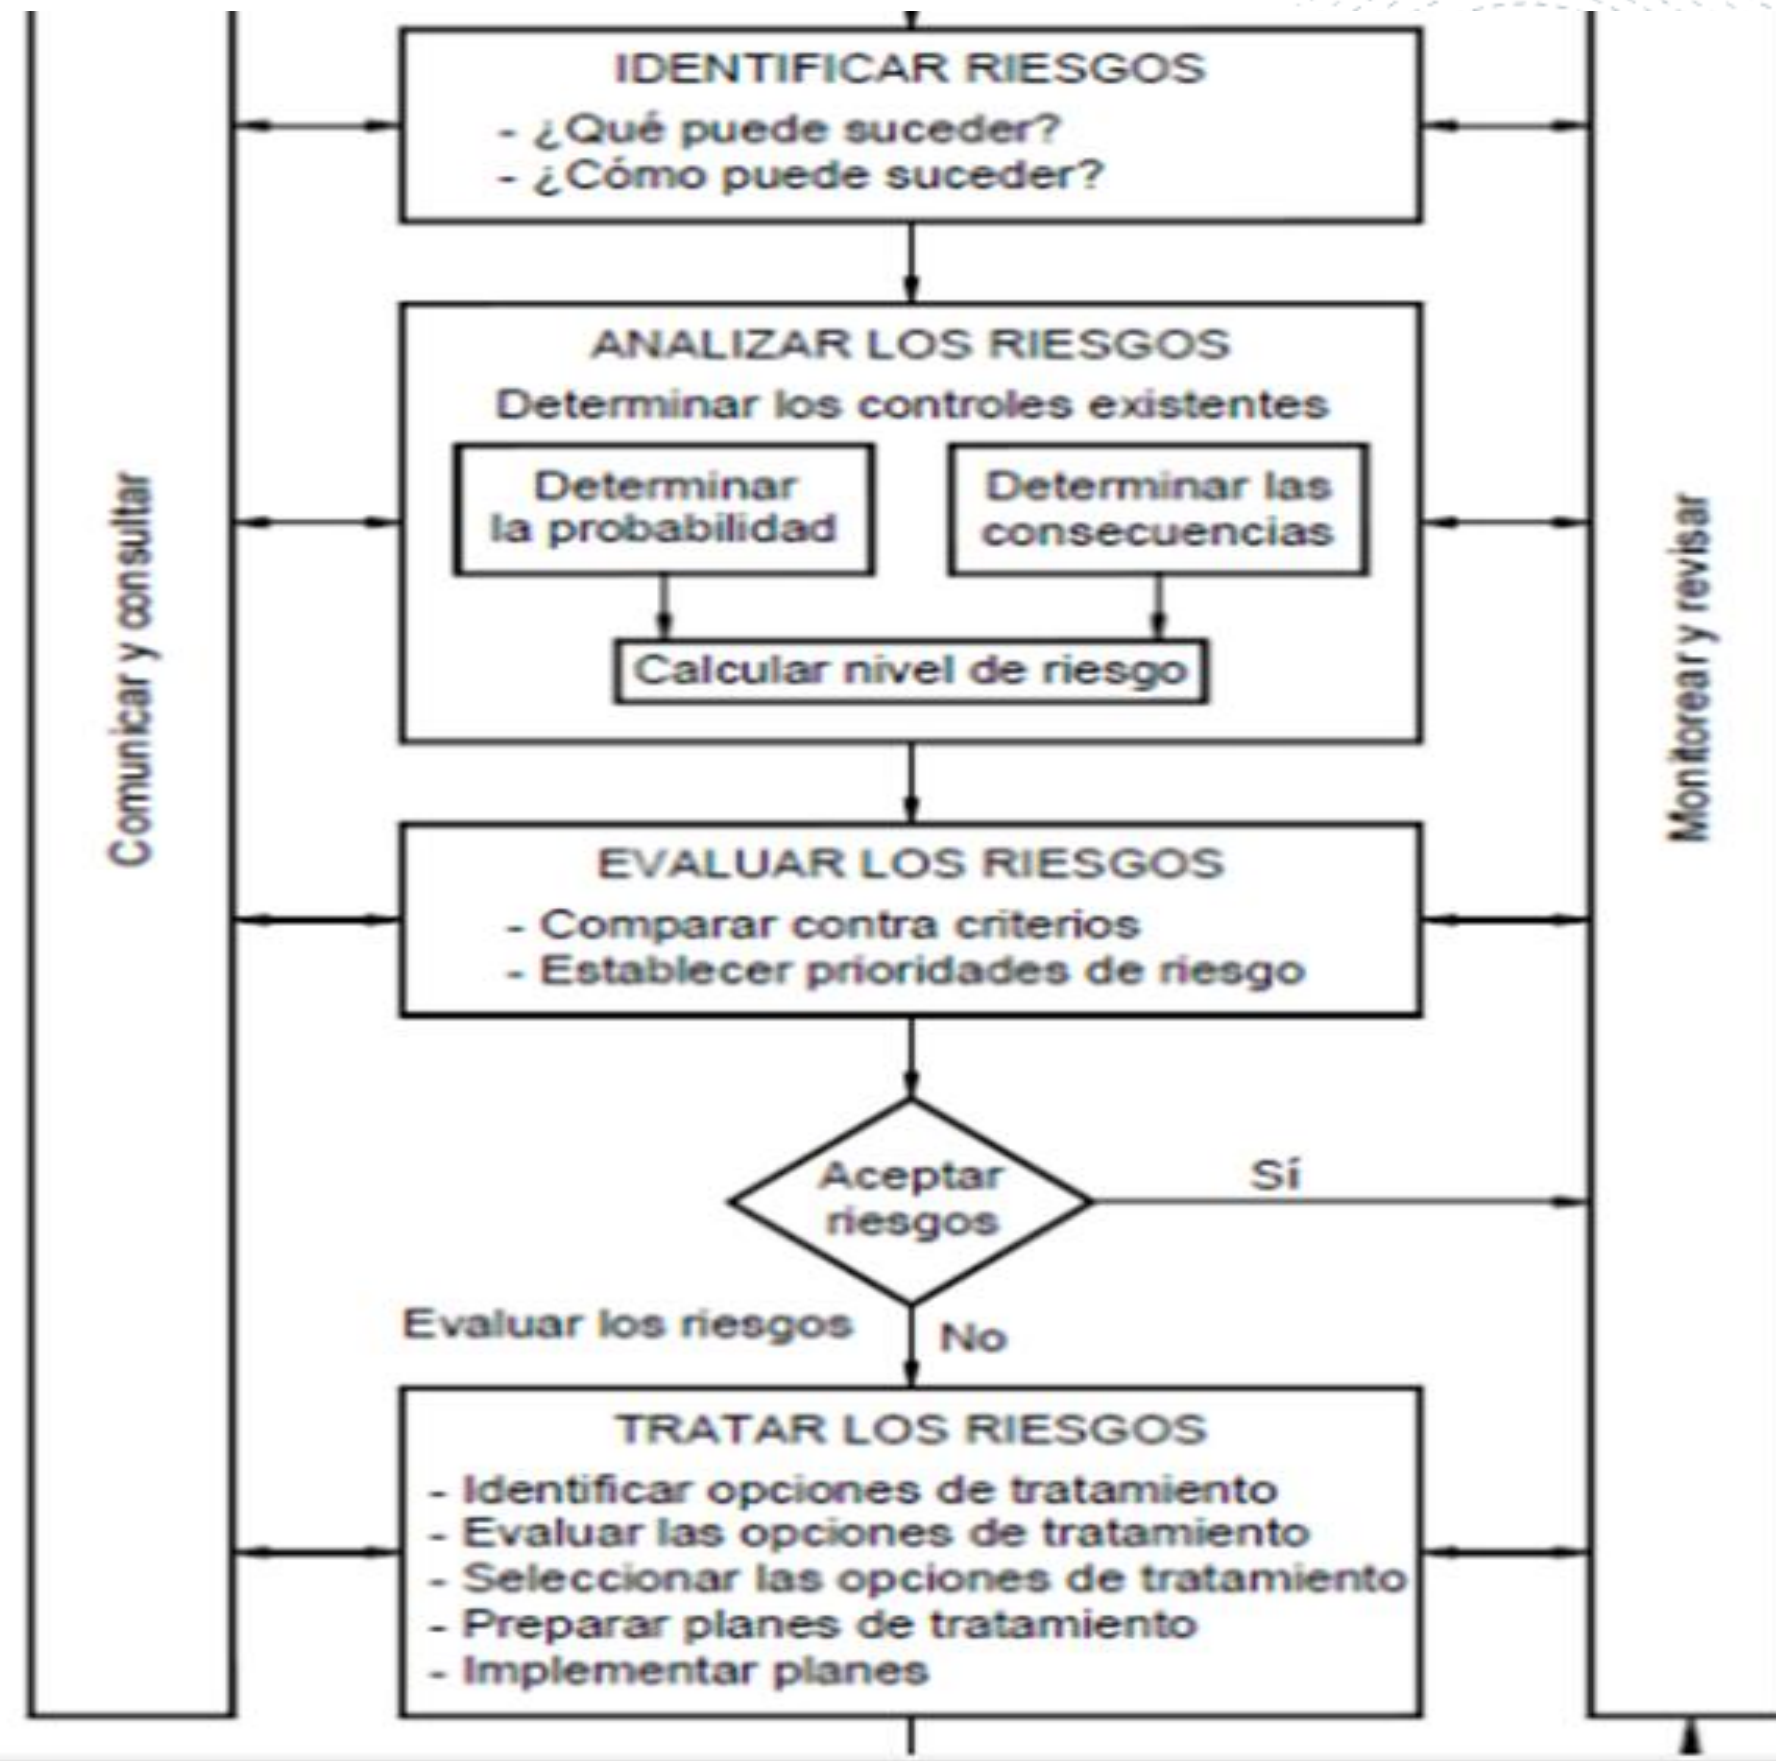 IDENTIFICAR RIESGOS
- ¿Qué puede suceder?
- ¿Cómo puede suceder?
ANALIZAR LOS RIESGOS
Determinar los controles existentes
Determinar
la probabilidad
Determinar las
consecuencias
Calcular nivel de riesgo
Comunicar y consultar
Monitorear y revisar
EVALUAR LOS RIESGOS
- Comparar contra criterios
- Establecer prioridades de riesgo
Aceptar
riesgos
Sí
Evaluar los riesgos
No
TRATAR LOS RIESGOS
- Identificar opciones de tratamiento
- Evaluar las opciones de tratamiento
- Seleccionar las opciones de tratamiento
- Preparar planes de tratamiento
- Implementar planes